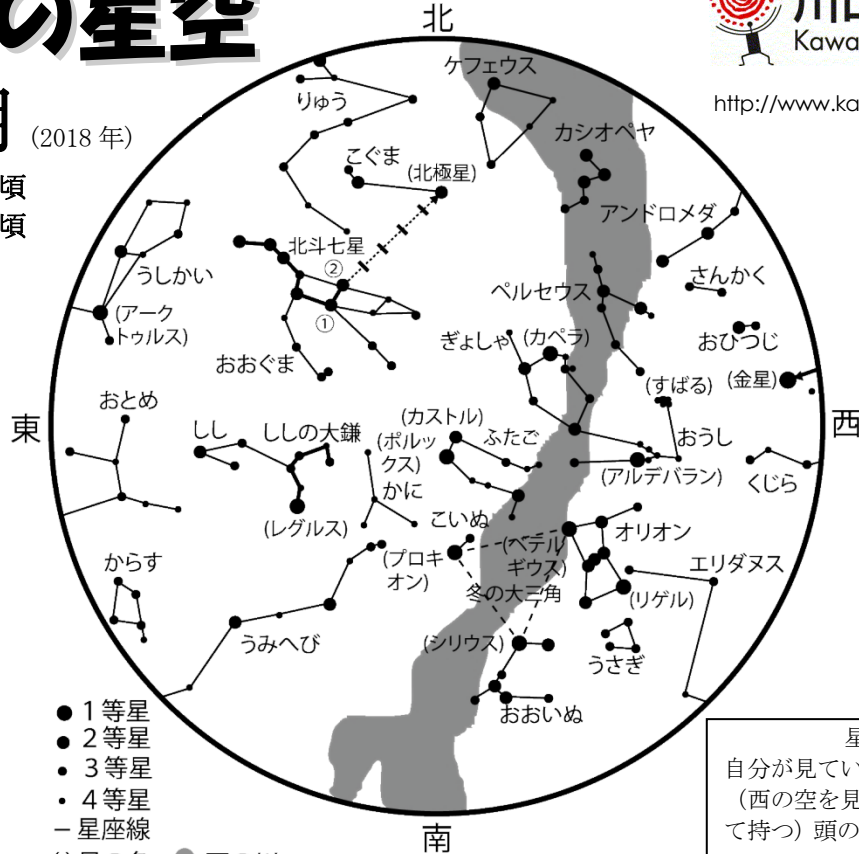 の星空
(2018年)
頃
頃
Kawa
http://www.ka
北
東
西
南
ケフェウス
りゅう
カシオペヤ
こぐま
(北極星)
アンドロメダ
北斗七星
②
①
うしかい
さんかく
(アーク
トゥルス)
ペルセウス
おひつじ
ぎょしゃ
(カペラ)
おおぐま
(すばる)
(金星)
おとめ
しし
ししの大鎌
(カストル)
(ポルッ
クス)
ふたご
おうし
(アルデバラン)
くじら
かに
(レグルス)
こいぬ
オリオン
からす
(プロキ
オン)
(ベテル
ギウス)
エリダヌス
冬の大三角
(リゲル)
うみへび
(シリウス)
うさぎ
おおいぬ
●1等星
●2等星
•3等星
・4等星
－星座線
自分が見てい
（西の空を見
て持つ）頭の